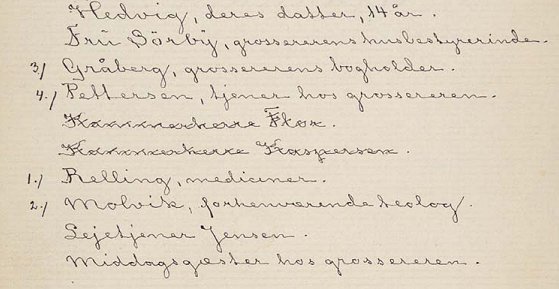 Hedvig, deres datter, 14 år.
Fru Sörby, grossererens husbestyrerinde.
3./ Gråberg, grossererens bogholder.
4./ Pettersen, tjener hos grossereren.
Kammerherre Flor.
Kammerherre Kaspersen.
1./ Relling, mediciner.
2./ Molvik, forhenværende teolog.
Lejetjener Jensen.
Middagsgæster hos grossereren.